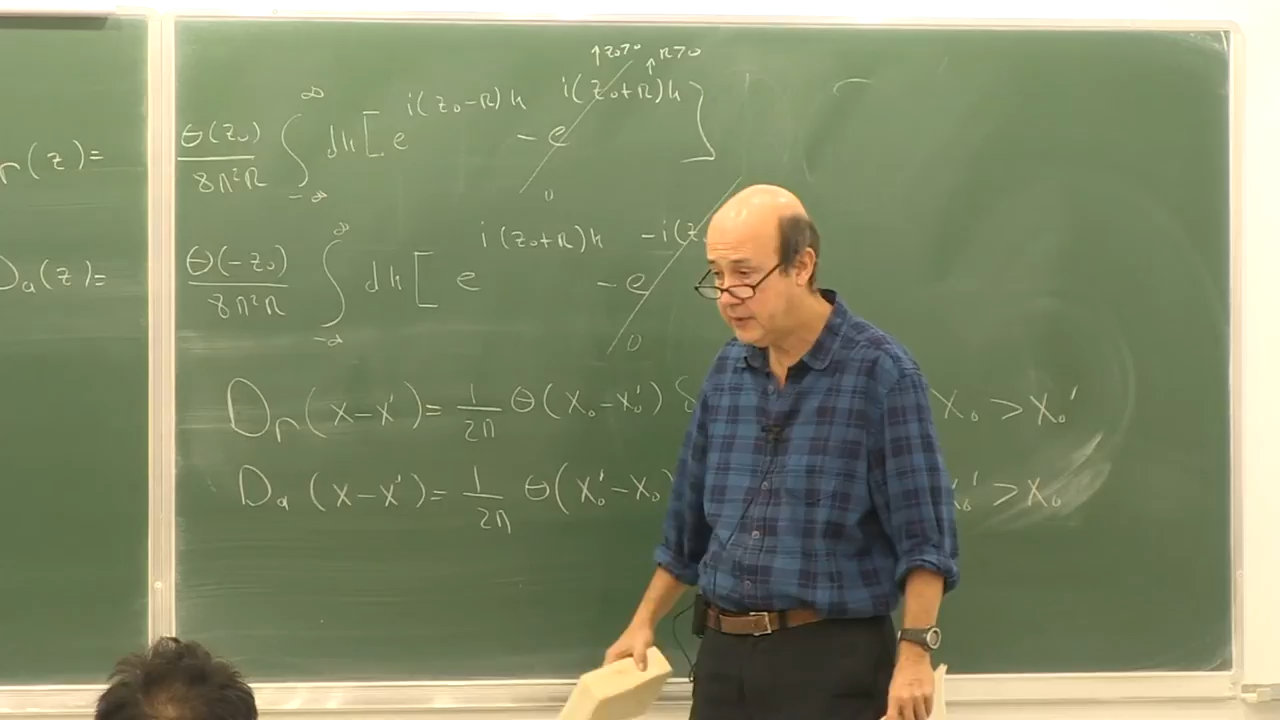 ↑z₀>0 ↑R>0
r(z)= θ(z₀)/8π²R ∫_{-∞}^{∞} dk[e^{i(z₀-R)k} - e^{i(z₀+R)k}]
0
Dₐ(z)= θ(-z₀)/8π²R ∫_{-∞}^{∞} dk[ e^{i(z₀+R)k} - e^{-i(z₀
0
Dᵣ(x-x')= 1/2π θ(x₀-x₀') δ x₀ > x₀'
Dₐ(x-x')= 1/2π θ(x₀'-x₀) x₀' > x₀